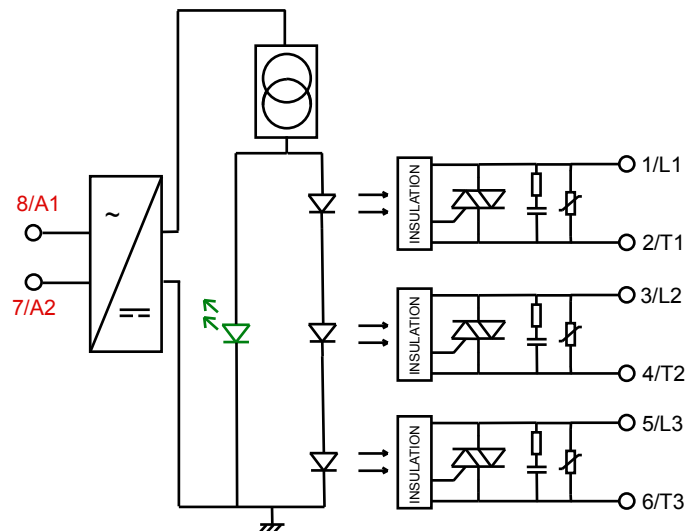 8/A1
~
7/A2
INSULATION
1/L1
2/T1
INSULATION
3/L2
4/T2
INSULATION
5/L3
6/T3